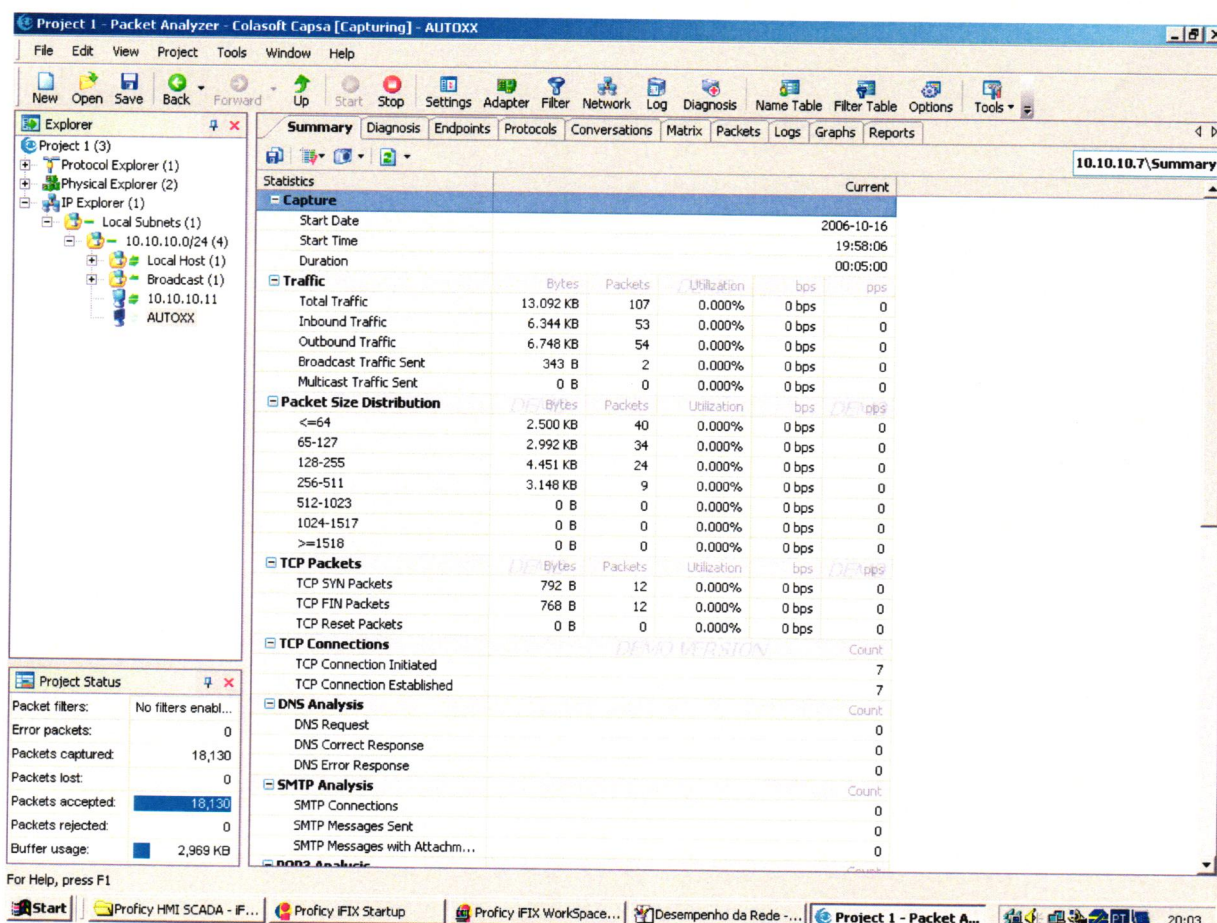 Project 1 - Packet Analyzer - Colasoft Capsa [Capturing] - AUTOXX
File Edit View Project Tools Window Help
New Open Save Back Forward Up Start Stop Settings Adapter Filter Network Log Diagnosis Name Table Filter Table Options Tools
Explorer
Project 1 (3)
Protocol Explorer (1)
Physical Explorer (2)
IP Explorer (1)
Local Subnets (1)
10.10.10.0/24 (4)
Local Host (1)
Broadcast (1)
10.10.10.11
AUTOXX
Summary Diagnosis Endpoints Protocols Conversations Matrix Packets Logs Graphs Reports
10.10.10.7\Summary
Statistics Current
Capture
Start Date 2006-10-16
Start Time 19:58:06
Duration 00:05:00
Traffic Bytes Packets Utilization bps pps
Total Traffic 13.092 KB 107 0.000% 0 bps 0
Inbound Traffic 6.344 KB 53 0.000% 0 bps 0
Outbound Traffic 6.748 KB 54 0.000% 0 bps 0
Broadcast Traffic Sent 343 B 2 0.000% 0 bps 0
Multicast Traffic Sent 0 B 0 0.000% 0 bps 0
Packet Size Distribution Bytes Packets Utilization bps pps
<=64 2.500 KB 40 0.000% 0 bps 0
65-127 2.992 KB 34 0.000% 0 bps 0
128-255 4.451 KB 24 0.000% 0 bps 0
256-511 3.148 KB 9 0.000% 0 bps 0
512-1023 0 B 0 0.000% 0 bps 0
1024-1517 0 B 0 0.000% 0 bps 0
>=1518 0 B 0 0.000% 0 bps 0
TCP Packets Bytes Packets Utilization bps pps
TCP SYN Packets 792 B 12 0.000% 0 bps 0
TCP FIN Packets 768 B 12 0.000% 0 bps 0
TCP Reset Packets 0 B 0 0.000% 0 bps 0
DEMO VERSION
TCP Connections Count
TCP Connection Initiated 7
TCP Connection Established 7
DNS Analysis Count
DNS Request 0
DNS Correct Response 0
DNS Error Response 0
SMTP Analysis Count
SMTP Connections 0
SMTP Messages Sent 0
SMTP Messages with Attachm... 0
POP3 Analysis Count
Project Status
Packet filters: No filters enabl...
Error packets: 0
Packets captured: 18,130
Packets lost: 0
Packets accepted: 18,130
Packets rejected: 0
Buffer usage: 2,969 KB
For Help, press F1
Start Proficy HMI SCADA - iF... Proficy iFIX Startup Proficy iFIX WorkSpace... Desempenho da Rede -... Project 1 - Packet A... PT 20:03